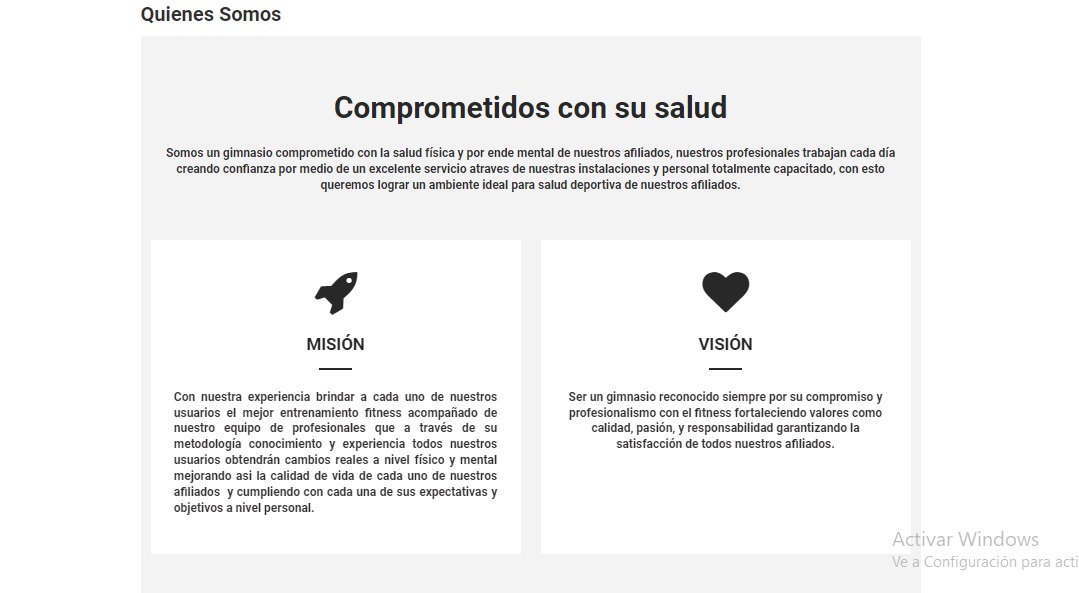 Quienes Somos
Comprometidos con su salud
Somos un gimnasio comprometido con la salud física y por ende mental de nuestros afiliados, nuestros profesionales trabajan cada día
creando confianza por medio de un excelente servicio atraves de nuestras instalaciones y personal totalmente capacitado, con esto
queremos lograr un ambiente ideal para salud deportiva de nuestros afiliados.
MISIÓN
Con nuestra experiencia brindar a cada uno de nuestros
usuarios el mejor entrenamiento fitness acompañado de
nuestro equipo de profesionales que a través de su
metodología conocimiento y experiencia todos nuestros
usuarios obtendrán cambios reales a nivel físico y mental
mejorando asi la calidad de vida de cada uno de nuestros
afiliados y cumpliendo con cada una de sus expectativas y
objetivos a nivel personal.
VISIÓN
Ser un gimnasio reconocido siempre por su compromiso y
profesionalismo con el fitness fortaleciendo valores como
calidad, pasión, y responsabilidad garantizando la
satisfacción de todos nuestros afiliados.
Activar Windows
Ve a Configuración para acti